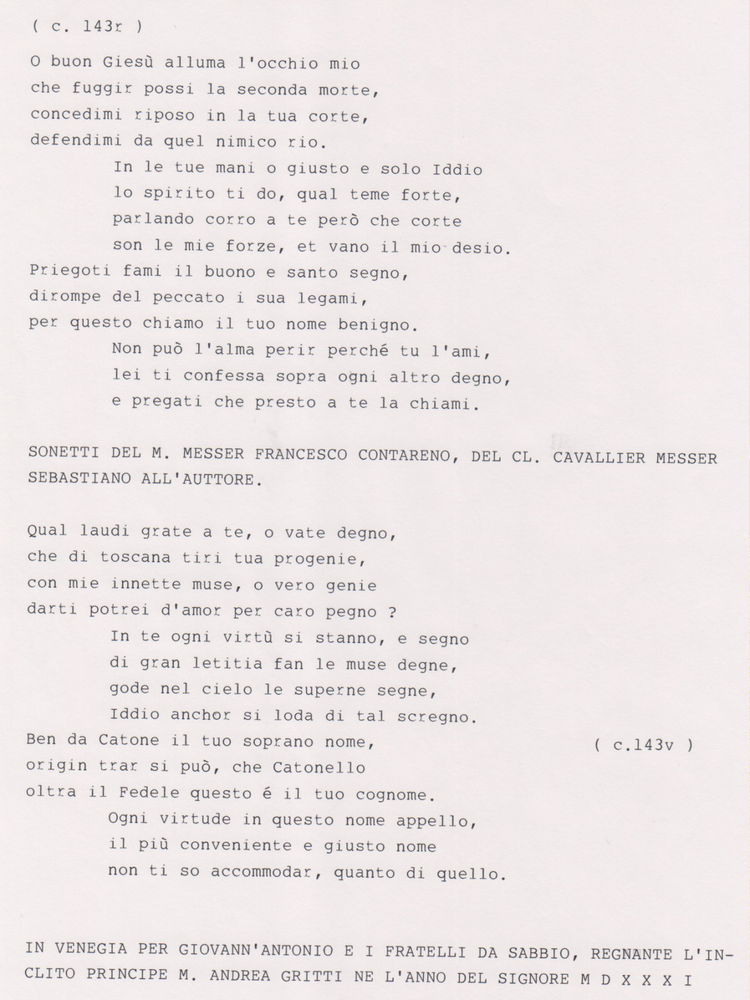 ( c. 143r )
O buon Giesù alluma l'occhio mio
che fuggir possi la seconda morte,
concedimi riposo in la tua corte,
defendimi da quel nimico rio.
In le tue mani o giusto e solo Iddio
lo spirito ti do, qual teme forte,
parlando corro a te però che corte
son le mie forze, et vano il mio desio.
Priegoti fami il buono e santo segno,
dirompe del peccato i sua legami,
per questo chiamo il tuo nome benigno.
Non può l'alma perir perché tu l'ami,
lei ti confessa sopra ogni altro degno,
e pregati che presto a te la chiami.
SONETTI DEL M. MESSER FRANCESCO CONTARENO, DEL CL. CAVALLIER MESSER
SEBASTIANO ALL'AUTTORE.
Qual laudi grate a te, o vate degno,
che di toscana tiri tua progenie,
con mie innette muse, o vero genie
darti potrei d'amor per caro pegno ?
In te ogni virtù si stanno, e segno
di gran letitia fan le muse degne,
gode nel cielo le superne segne,
Iddio anchor si loda di tal scregno.
Ben da Catone il tuo soprano nome, ( c.143v )
origin trar si può, che Catonello
oltra il Fedele questo é il tuo cognome.
Ogni virtude in questo nome appello,
il più conveniente e giusto nome
non ti so accommodar, quanto di quello.
IN VENEGIA PER GIOVANN'ANTONIO E I FRATELLI DA SABBIO, REGNANTE L'IN-
CLITO PRINCIPE M. ANDREA GRITTI NE L'ANNO DEL SIGNORE M D X X X I